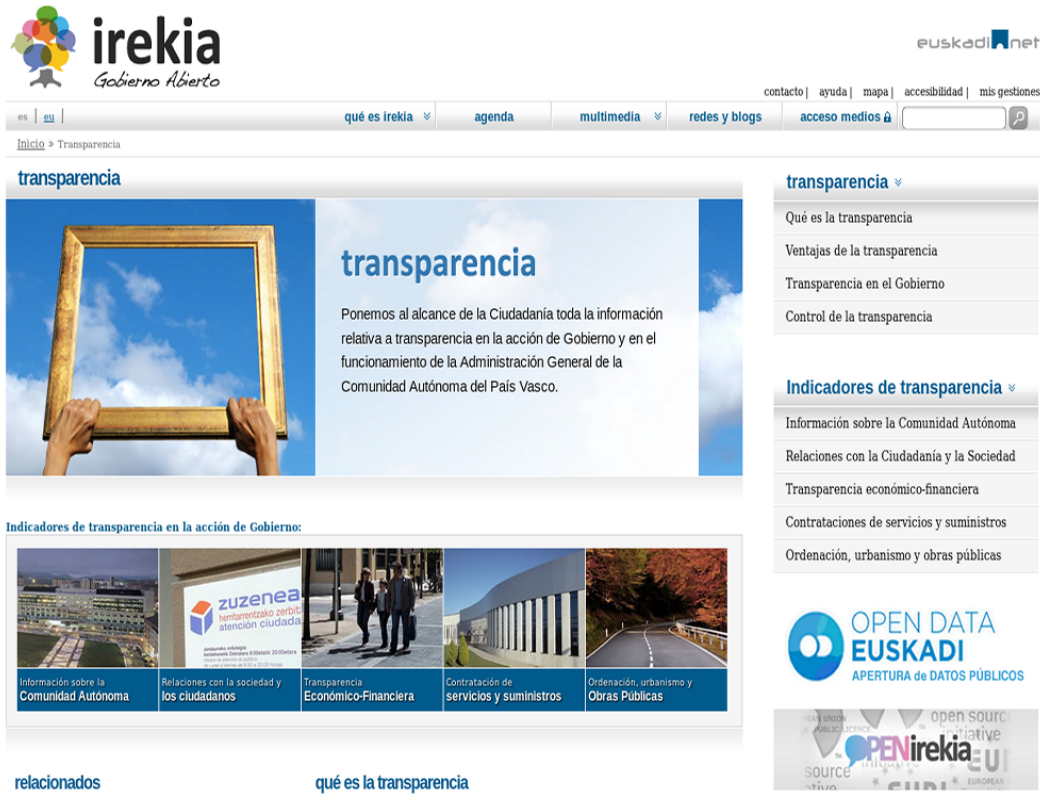 irekia
Gobierno Abierto
euskadi.net
contacto | ayuda | mapa | accesibilidad | mis gestiones
es | eu |
qué es irekia
agenda
multimedia
redes y blogs
acceso medios
Inicio » Transparencia
transparencia
transparencia
Ponemos al alcance de la Ciudadanía toda la información
relativa a transparencia en la acción de Gobierno y en el
funcionamiento de la Administración General de la
Comunidad Autónoma del País Vasco.
Indicadores de transparencia en la acción de Gobierno:
zuzenea
herritarrentzako zerbitz
atención ciudada
Información sobre la
Comunidad Autónoma
Relaciones con la sociedad y
los ciudadanos
Transparencia
Económico-Financiera
Contratación de
servicios y suministros
Ordenación, urbanismo y
Obras Públicas
relacionados
qué es la transparencia
transparencia
Qué es la transparencia
Ventajas de la transparencia
Transparencia en el Gobierno
Control de la transparencia
Indicadores de transparencia
Información sobre la Comunidad Autónoma
Relaciones con la Ciudadanía y la Sociedad
Transparencia económico-financiera
Contrataciones de servicios y suministros
Ordenación, urbanismo y obras públicas
OPEN DATA
EUSKADI
APERTURA de DATOS PÚBLICOS
open sourc
initiative
OPENirekia
source
EUROPEAN